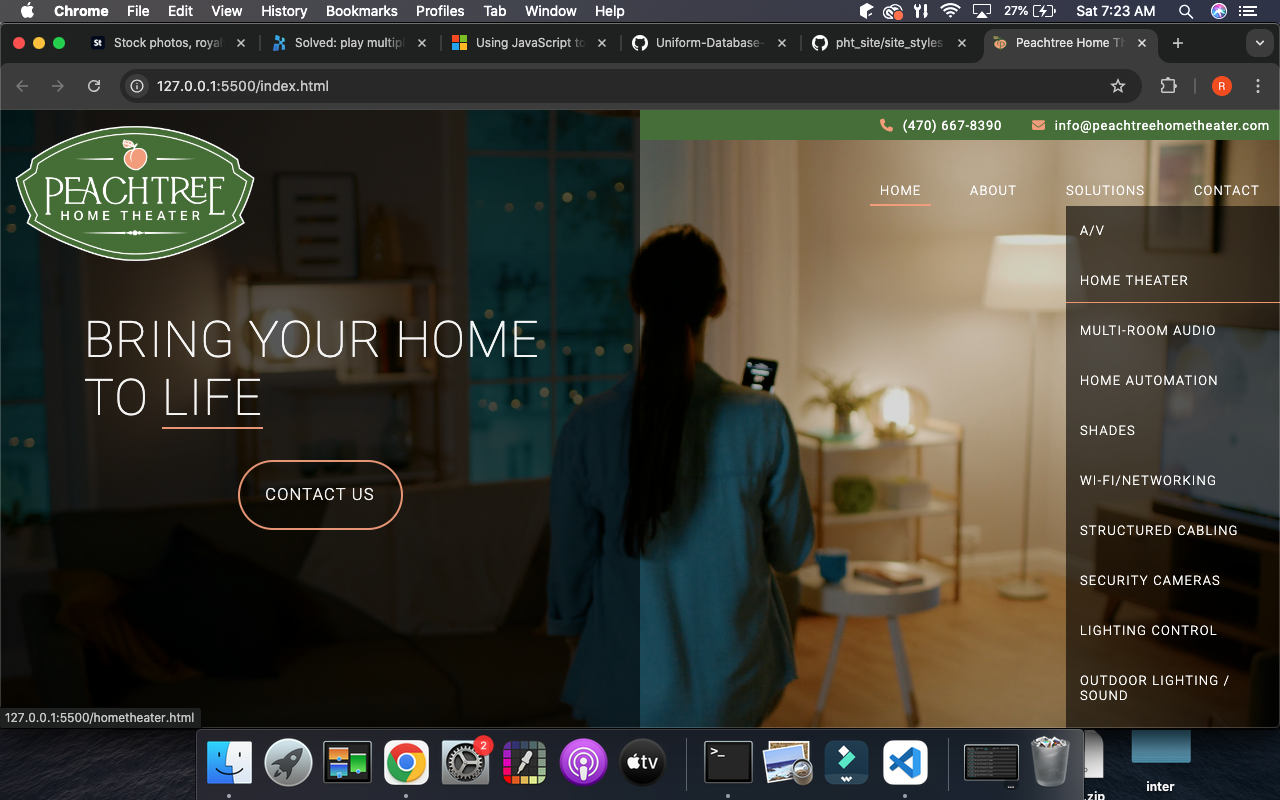 Chrome File Edit View History Bookmarks Profiles Tab Window Help 27% Sat 7:23 AM
St Stock photos, royal Solved: play multipl Using JavaScript to Uniform-Database- pht_site/site_styles Peachtree Home Th
127.0.0.1:5500/index.html R
(470) 667-8390 info@peachtreehometheater.com
PEACHTREE
HOME THEATER
HOME ABOUT SOLUTIONS CONTACT
A/V
HOME THEATER
MULTI-ROOM AUDIO
HOME AUTOMATION
SHADES
WI-FI/NETWORKING
STRUCTURED CABLING
SECURITY CAMERAS
LIGHTING CONTROL
OUTDOOR LIGHTING /
SOUND
BRING YOUR HOME
TO LIFE
CONTACT US
127.0.0.1:5500/hometheater.html
2
tv
>_
.zip
inter